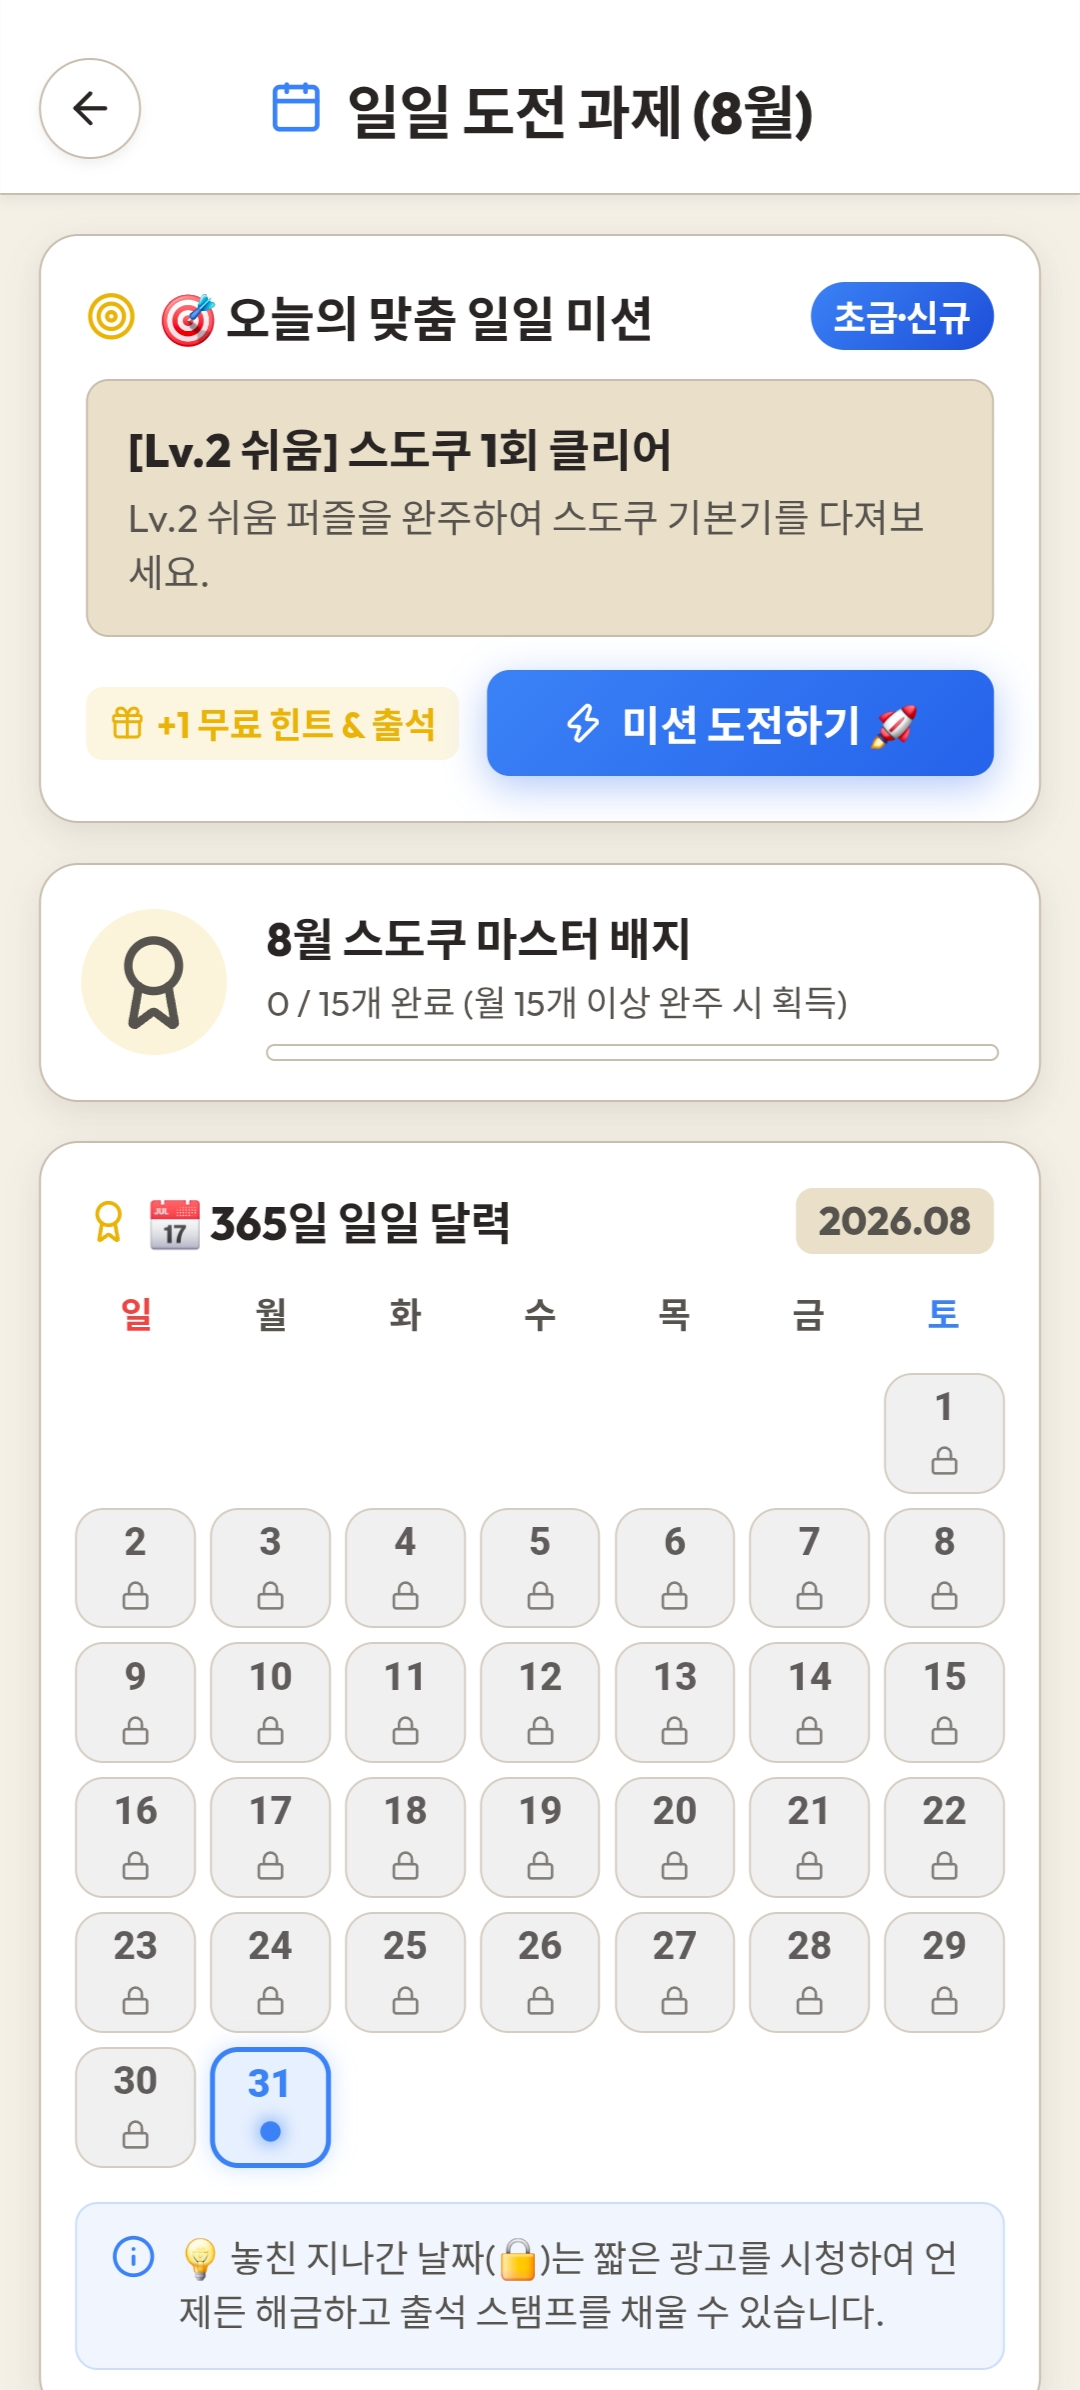 일일 도전 과제 (8월)
오늘의 맞춤 일일 미션
초급·신규
[Lv.2 쉬움] 스도쿠 1회 클리어
Lv.2 쉬움 퍼즐을 완주하여 스도쿠 기본기를 다져보
세요.
+1 무료 힌트 & 출석
미션 도전하기
8월 스도쿠 마스터 배지
0 / 15개 완료 (월 15개 이상 완주 시 획득)
JUL
17
365일 일일 달력
2026.08
일 월 화 수 목 금 토
1
2 3 4 5 6 7 8
9 10 11 12 13 14 15
16 17 18 19 20 21 22
23 24 25 26 27 28 29
30 31
놓친 지나간 날짜(🔒)는 짧은 광고를 시청하여 언
제든 해금하고 출석 스탬프를 채울 수 있습니다.